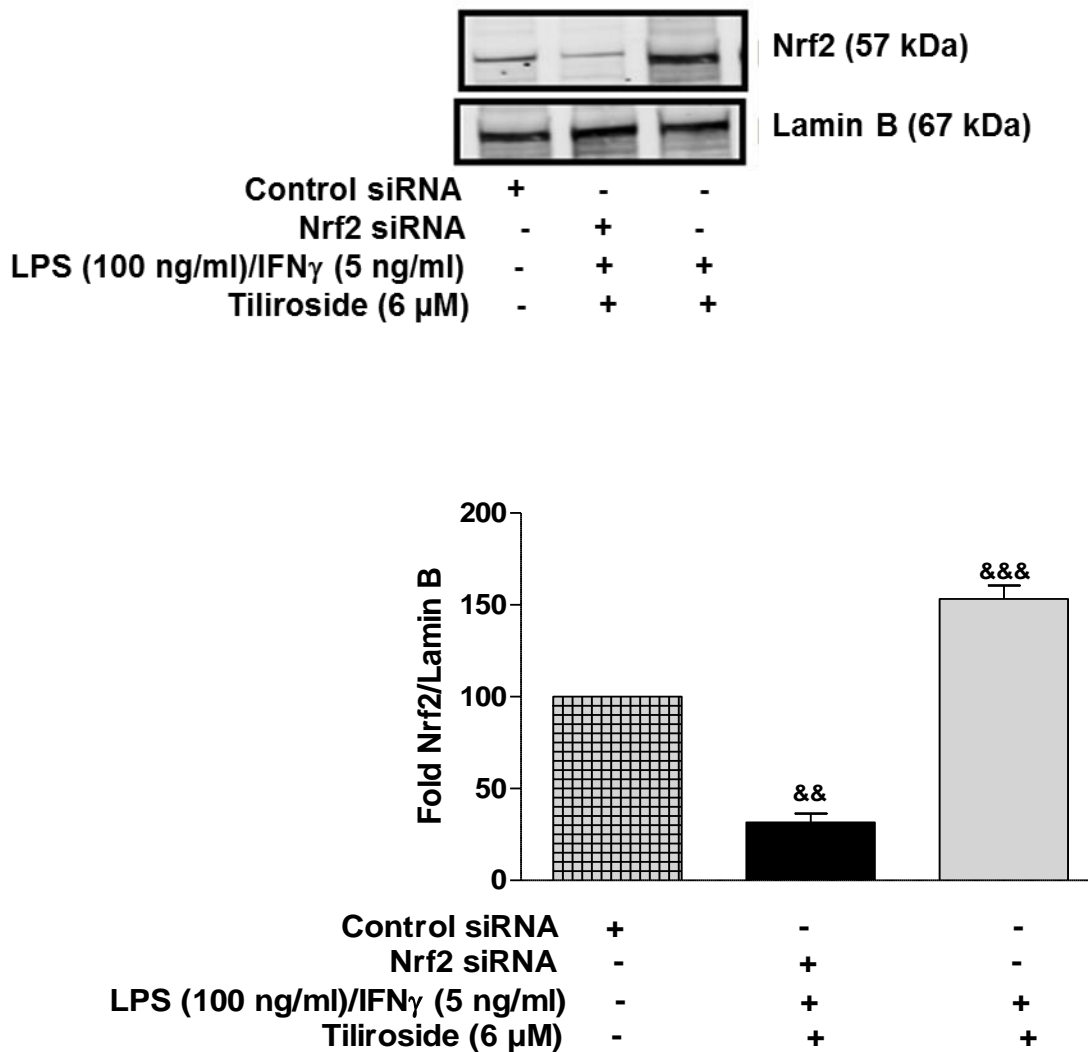 Nrf2 (57 kDa)
Lamin B (67 kDa)
Control siRNA + - -
Nrf2 siRNA - + -
LPS (100 ng/ml)/IFNγ (5 ng/ml) - + +
Tiliroside (6 μM) - + +
Fold Nrf2/Lamin B
200
150
100
50
0
&&
&&&
Control siRNA + - -
Nrf2 siRNA - + -
LPS (100 ng/ml)/IFNγ (5 ng/ml) - + +
Tiliroside (6 μM) - + +